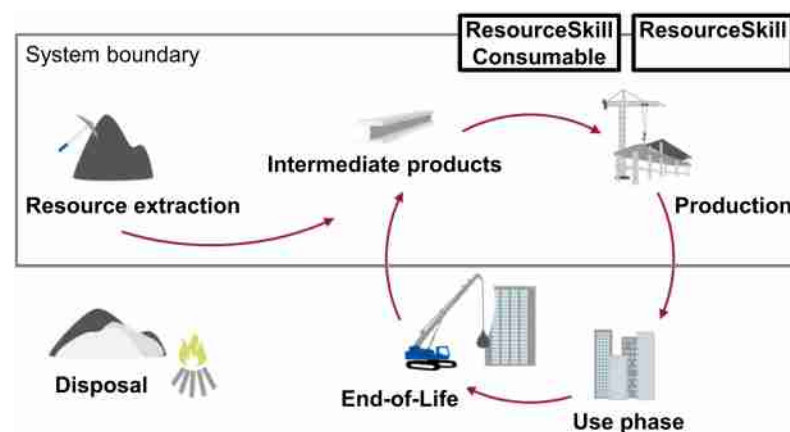 ResourceSkill
Consumable
ResourceSkill
System boundary
Intermediate products
Resource extraction
Production
Disposal
End-of-Life
Use phase